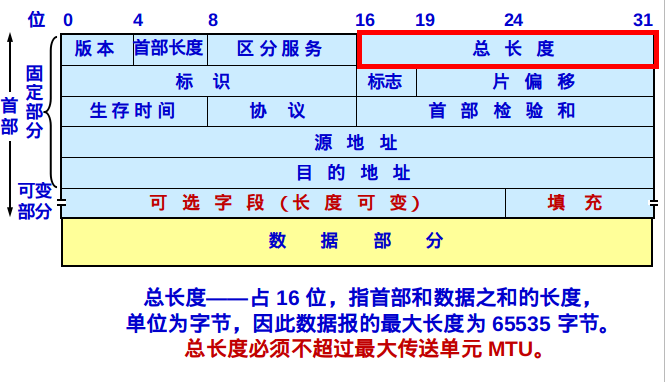 位 0 4 8 16 19 24 31
版本 首部长度 区分服务 总长度
标识 标志 片偏移
生存时间 协议 首部检验和
源地址
目的地址
可选字段（长度可变） 填充
数据部分
首部
固定部分
可变部分
总长度——占 16 位，指首部和数据之和的长度，
单位为字节，因此数据报的最大长度为 65535 字节。
总长度必须不超过最大传送单元 MTU。